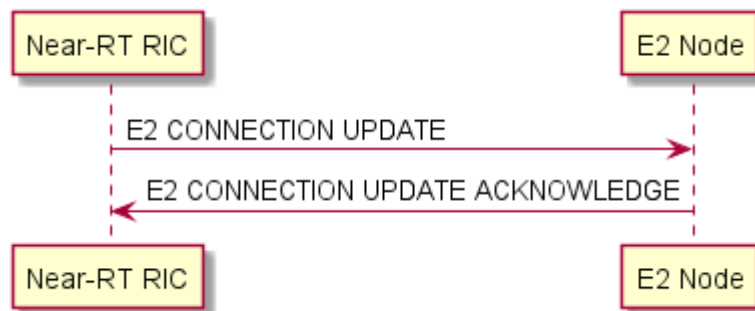 Near-RT RIC
E2 Node
E2 CONNECTION UPDATE
E2 CONNECTION UPDATE ACKNOWLEDGE
Near-RT RIC
E2 Node